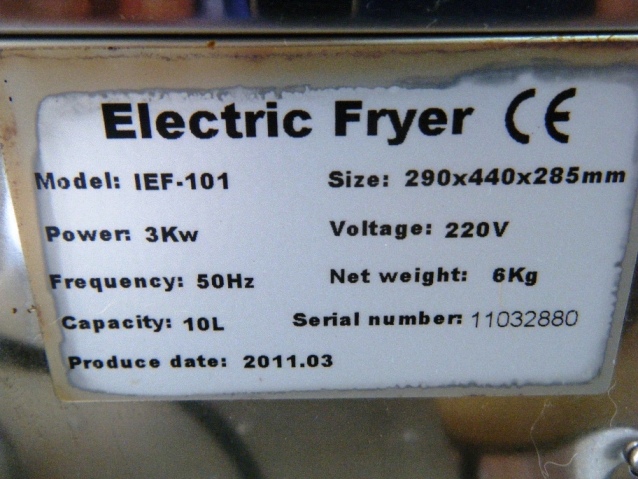 Electric Fryer CE
Model: IEF-101 Size: 290x440x285mm
Power: 3Kw Voltage: 220V
Frequency: 50Hz Net weight: 6Kg
Capacity: 10L Serial number: 11032880
Produce date: 2011.03